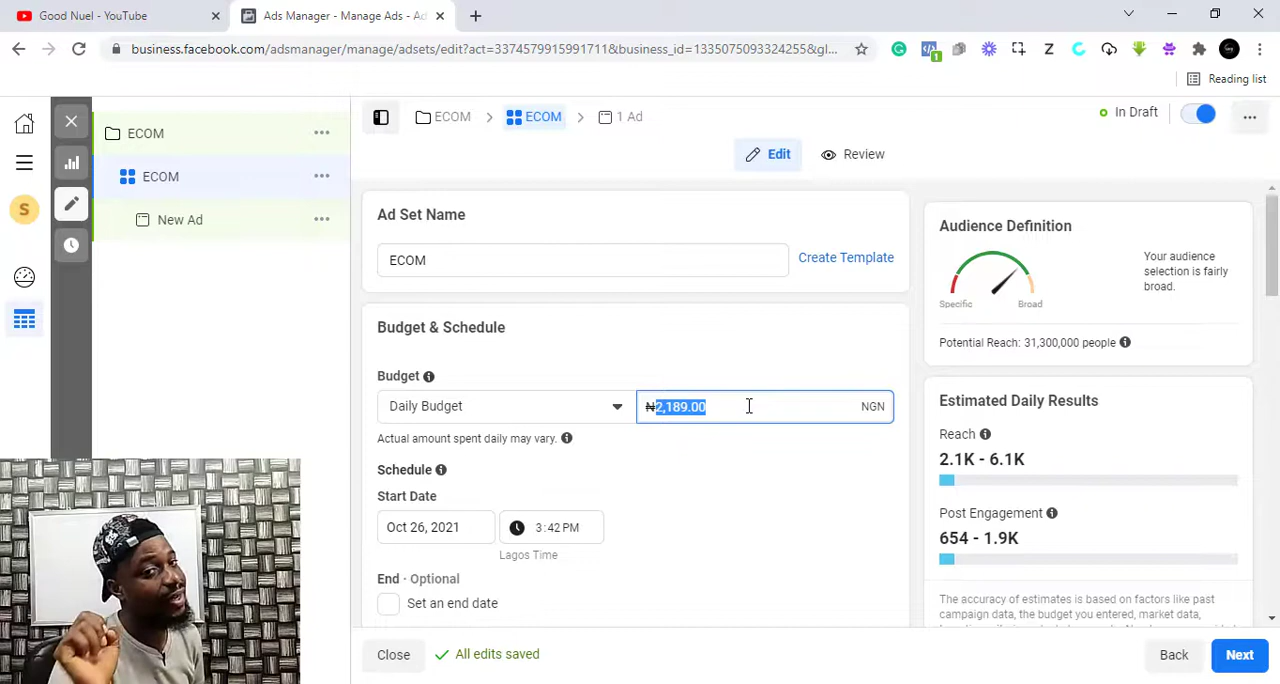 Good Nuel - YouTube
Ads Manager - Manage Ads - Ad
business.facebook.com/adsmanager/manage/adsets/edit?act=3374579915991711&business_id=1335075093324255&gl...
1
Z
Reading list
ECOM
ECOM
New Ad
S
ECOM
ECOM
1 Ad
In Draft
Edit
Review
Ad Set Name
ECOM
Create Template
Budget & Schedule
Budget
Daily Budget
₦2,189.00
NGN
Actual amount spent daily may vary.
Schedule
Start Date
Oct 26, 2021
3:42 PM
Lagos Time
End · Optional
Set an end date
Audience Definition
Specific
Broad
Your audience
selection is fairly
broad.
Potential Reach: 31,300,000 people
Estimated Daily Results
Reach
2.1K - 6.1K
Post Engagement
654 - 1.9K
The accuracy of estimates is based on factors like past
campaign data, the budget you entered, market data,
Close
All edits saved
Back
Next